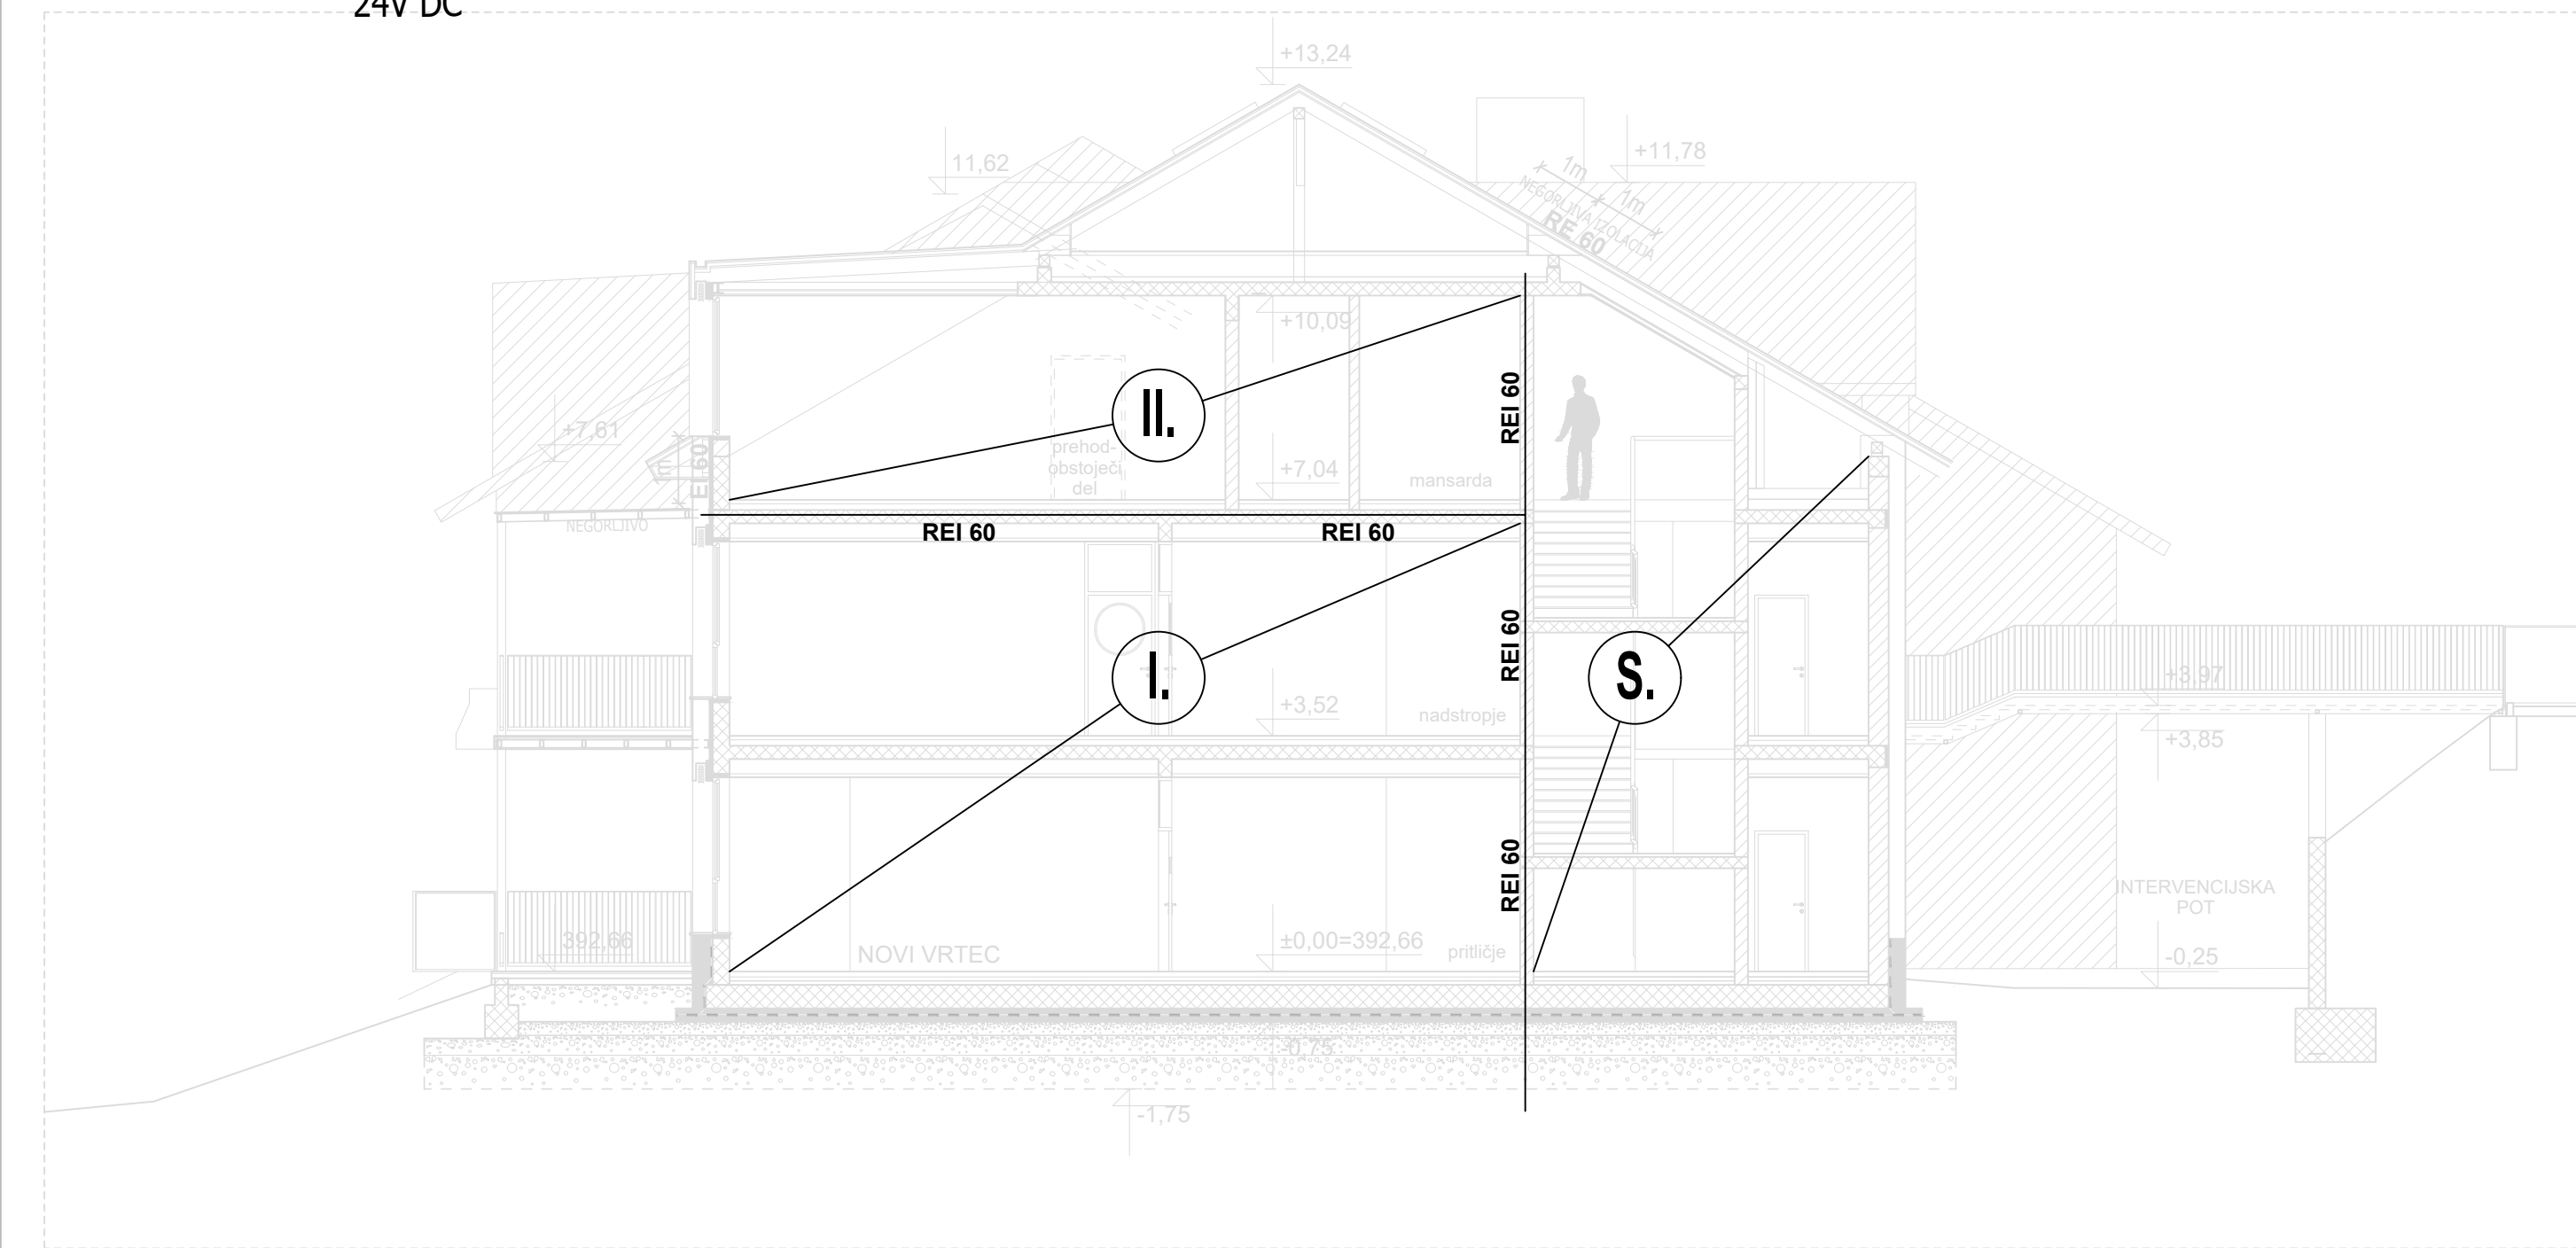 24V DC
+13,24
11,62
+11,78
1m
1m
NEGORLJIVA IZOLACIJA
RE 60
+10,09
REI 60
II.
+7,61
EI 60
1m
prehod-
obstoječi
del
+7,04
mansarda
NEGORLJIVO
REI 60
REI 60
REI 60
I.
S.
+3,52
nadstropje
+3,97
+3,85
REI 60
INTERVENCIJSKA
POT
392,66
NOVI VRTEC
±0,00=392,66
pritličje
-0,25
-0,75
-1,75